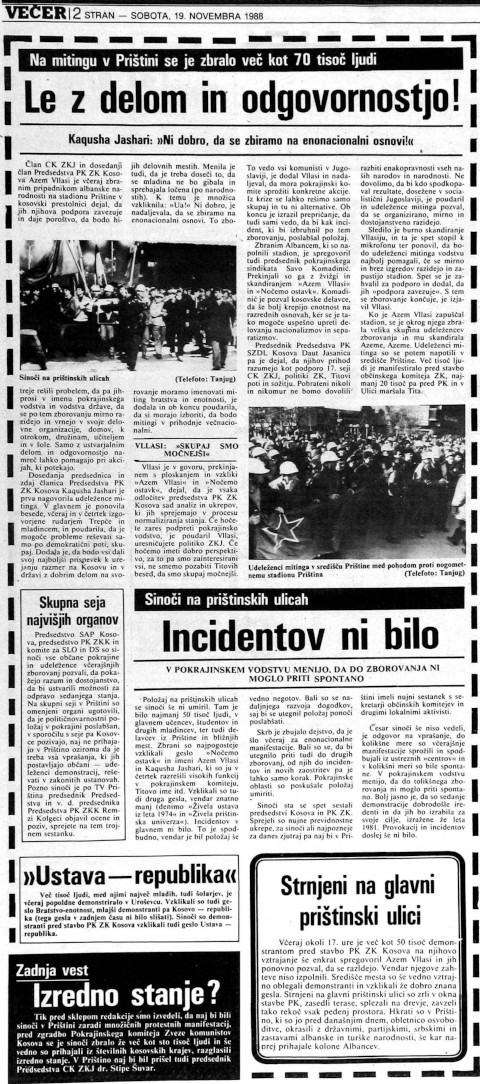 VEČER|2 STRAN — SOBOTA, 19. NOVEMBRA 1988
Na mitingu v Prištini se je zbralo več kot 70 tisoč ljudi
Le z delom in odgovornostjo!
Kaqusha Jashari: »Ni dobro, da se zbiramo na enonacionalni osnovi!«
Član CK ZKJ in dosedanji
član Predsedstva PK ZK Kosova
Azem Vllasi je včeraj zbranim
pripadnikom albanske narodnosti
na stadionu Prištine v
kosovski prestolnici dejal, da
jih njihova podpora zavezuje
in daje poroštvo, da bodo
jih delovnih mestih. Menila je
tudi, da je treba doseči to, da
se mladina ne bo gibala in
sprehajala ločena (po narodnostih).
K temu je množica
vzkliknila: »Ua!« Ni dobro, je
nadaljevala, da se zbiramo na
enonacionalni osnovi. To
Sinoči na prištinskih ulicah
(Telefoto: Tanjug)
treje rešili probelem, da pa jih
prosi v imenu pokrajinskega
vodstva in vodstva države, da
se po tem zborovanju mirno razidejo
in vrnejo v svoje delovne
organizacije, domov, k
otrokom, družinam, učiteljem
in v šole. Samo z ustvarjalnim
delom in odgovornostjo
namreč lahko pomagajo pri akcijah,
ki potekajo.
Dosedanja predsednica in
zdaj članica Predsedstva PK
ZK Kosova Kaqusha Jashari je
prva nagovorila udeležence
mitinga. V glavnem je ponovila
besede, včeraj in v četrtek izgovorjene
rudarjem Trepče in
mladincem, in poudarila, da je
mogoče probleme reševati samo
po demokratični poti,
skupaj. Dodala je, da bodo vsi dali
svoj najboljši prispevek k urejanju
razmer na Kosovu in v
državi z dobrim delom na
rovanje moramo imenovati miting
bratstva in enotnosti, je
dodala in ob koncu poudarila,
da si morajo izboriti, da bodo
mitingi v prihodnje večnacionalni.
VLLASI: »SKUPAJ SMO
MOČNEJŠI«
Vllasi je v govoru, prekinjanem
s ploskanjem in vzkliki
»Azem Vllasi« in »Nočemo
ostavk«, dejal, da je vsaka
odločitev predsedstva PK ZK
Kosova sad analiz in ukrepov,
ki jih sprejemajo v procesu
normaliziranja stanja. Če hočete
zares podpreti pokrajinsko
vodstvo, je poudaril Vllasi,
uresničujete politiko ZKJ. Če
hočemo imeti dobro perspektivo,
za to pa smo zainteresirani
vsi, ne smemo pozabiti Titovih
besed, da smo skupaj močnejši.
To vedo vsi komunisti v Jugoslaviji,
je dodal Vllasi in nadaljevala,
da mora pokrajinski komite
sprožiti konkretne akcije.
Iz krize se lahko rešimo samo
skupaj in tu ni alternative. Ob
koncu je izrazil prepričanje, da
tudi sami vedo, da bi kak incident,
ki bi izbruhnil po tem
zborovanju, poslabšal položaj.
Zbranim Albancem, ki so napolnili
stadion, je spregovoril
tudi predsednik pokrajinskega
sindikata Savo Komadinić.
Prekinjali so ga z žvižgi in
skandiranjem »Azem Vllasi«
in »Nočemo ostavk«. Komadinić
je pozval kosovske delavce,
da še bolj krepijo enotnost na
razrednih osnovah, ker se je tako
mogoče uspešno upreti delovanju
nacionalizmov in separatizmov.
Predsednik Predsedstva PK
SZDL Kosova Daut Jasanica
pa je dejal, da njihov prihod
razumejo kot podporo 17. seji
CK ZKJ, politiki ZK, Titovi
poti in sožitju. Pobrateni nikoli
in nikomur ne bomo dovolili
razbiti enakopravnosti vseh naših
narodov in narodnosti. Ne
dovolimo, da bi kdo spodkopaval
rezultate, dosežene v socialistični
Jugoslaviji, je poudaril
in udeležence mitinga pozval,
da se organizirano, mirno in
dostojanstveno razidejo.
Sledilo je burno skandiranje
Vllasiju, in ta je spet stopil k
mikrofonu ter ponovil, da bodo
udeleženci mitinga vodstvu
najbolj pomagali, če se mirno
in brez izgredov razidejo in zapustijo
stadion. Spet se je zahvalil
za podporo in dodal, da
jih »podpora zavezuje«. S tem
se zborovanje končuje, je izjavil
Vllasi.
Ko je Azem Vllasi zapuščal
stadion, se je okrog njega zbrala
velika skupina udeležencev
zborovanja in mu skandirala
Azeme, Azeme. Udeleženci mitinga
so se potem napotili v
središče Prištine. Več tisoč ljudi
je manifestiralo pred stavbo
občinskega komiteja ZK, najmanj
20 tisoč pa pred PK in v
Ulici maršala Tita.
Udeleženci mitinga v središču Prištine med pohodom proti nogometnemu
stadionu Priština
(Telefoto: Tanjug)
Skupna seja
najvišjih organov
Predsedstvo SAP Kosova,
predsedstvo PK ZKK in
komite za SLO in DS so sinoči
vse občane pokrajine
in udeležence včerajšnjih
zborovanj pozvali, da pokažejo
razum in dostojanstvo,
da bi ustvarili možnosti za
odpravo sedanjega stanja.
Na skupni seji v Prištini so
omenjeni organi ugotovili,
da je političnovarnostni položaj
v pokrajini poslabšan,
v sporočilu s seje pa Kosovce
pozivajo, naj ne prihajajo
v Prištino oziroma da je
treba vsa vprašanja, ki jih
postavljajo občani — udeleženci
demonstracij, reševati
v zakonitih ustanovah.
Pozno sinoči je po TV Priština
predsednik Predsedstva
in v. d. predsednika
Predsedstva PK ZKK Remzi
Kolgeci objavil ocene in
poziv, sprejete na tem trojnem
sestanku.
Sinoči na prištinskih ulicah
Incidentov ni bilo
V POKRAJINSKEM VODSTVU MENIJO, DA DO ZBOROVANJA NI
MOGLO PRITI SPONTANO
Položaj na prištinskih ulicah
se sinoči še ni umiril. Tam je
bilo najmanj 50 tisoč ljudi, v
glavnem učencev, študentov in
drugih mladincev, ter tudi delavcev
iz Prištine in bližnjih
mest. Zbrani so najpogosteje
vzklikali geslo »Nočemo
ostavk« in imeni Azem Vllasi
in Kaqusha Jashari, ki so ju v
četrtek razrešili visokih funkcij
v pokrajinskem komiteju,
Titovo ime itd. Vzklikali so tudi
druga gesla, vendar znatno
manj (denimo »Živela ustava
iz leta 1974« in »Živela prištinska
univerza«). Incidentov v
glavnem ni bilo. To je spodbudno,
vendar je bil položaj še
vedno negotov. Bali so se nadaljnjega
razvoja dogodkov,
saj bi se utegnil položaj ponoči
poslabšati.
Skrb je zbujalo dejstvo, da je
šlo včeraj za enonacionalne
manifestacije. Bali so se, da bi
utegnilo priti tudi do drugih
zborovanj, od njih do incidentov
in novih zaostritev pa je
lahko samo korak. Pokrajinske
oblasti so poskušale položaj
umiriti.
Sinoči sta se spet sestali
predsedstvi Kosova in PK ZK.
Sprejeli so nujne previdnostne
ukrepe, za sinoči ali najpozneje
za danes zjutraj pa naj bi v Prištini
imeli nujni sestanek s sekretarji
občinskih komitejev in
drugimi lokalnimi aktivisti.
Česar sinoči še niso vedeli,
je odgovor na vprašanje, do
kolikšne mere so včerajšnje
manifestacije sprožili in spodbujali
iz »istreznih »centrov« in
v kolikšni meri so bile spontane.
V pokrajinskem vodstvu
menijo, da do tolikšnega zborovanja
ni moglo priti spontano.
Bolj jasno je, da so sedanje
demonstracije dobrodošle iredenti
in da jih bo izrabila za
svoje cilje, izražene že leta
1981. Provokacij in incidentov
doslej še ni bilo.
»Ustava — republika«
Več tisoč ljudi, med njimi največ mladih, tudi šolarjev, je
včeraj popoldne demonstriralo v Uroševcu. Vzklikali so tudi
geslo Bratstvo-enotnost, mlajši demonstranti pa Kosovo — republika
(tega gesla v zadnjem času ni bilo slišati). Sinoči so demonstranti
pred stavbo PK ZK Kosova vzklikali tudi geslo Ustava —
republika.
Zadnja vest
Izredno stanje?
Tik pred sklepom redakcije smo izvedeli, da naj bi bili
sinoči v Prištini zaradi množičnih protestnih manifestacij,
pred zgradbo Pokrajinskega komiteja Zveze komunistov
Kosova se je sinoči zbralo že več kot sto tisoč ljudi in še
vedno so prihajali iz številnih kosovskih krajev, razglasili
izredno stanje. V Prištino naj bi bil prišel tudi predsednik
Predsedstva CK ZKJ dr. Stipe Šuvar.
Strnjeni na glavni
prištinski ulici
Včeraj okoli 17. ure je več kot 50 tisoč demonstrantom
pred stavbo PK ZK Kosova na njihovo
vztrajanje še enkrat spregovoril Azem Vllasi in jih
ponovno pozval, da se razidejo. Vendar njegove zahteve
niso izpolnili. Središče mesta so še vedno vztrajno
oblegali demonstranti in vzklikali že dobro znana
gesla. Strnjeni na glavni prištinski ulici so zrli v okna
stavbe PK, zasedli terase, splezali na drevje, zavzeli
tako rekoč vsak pedenj prostora. Hkrati so v Prištini,
ki so jo pred današnjim dnem, obletnico osvoboditve,
okrasili z državnimi, partijskimi, srbskimi in
zastavami albanske in turške narodnosti, še kar naprej
prihajale kolone Albancev.